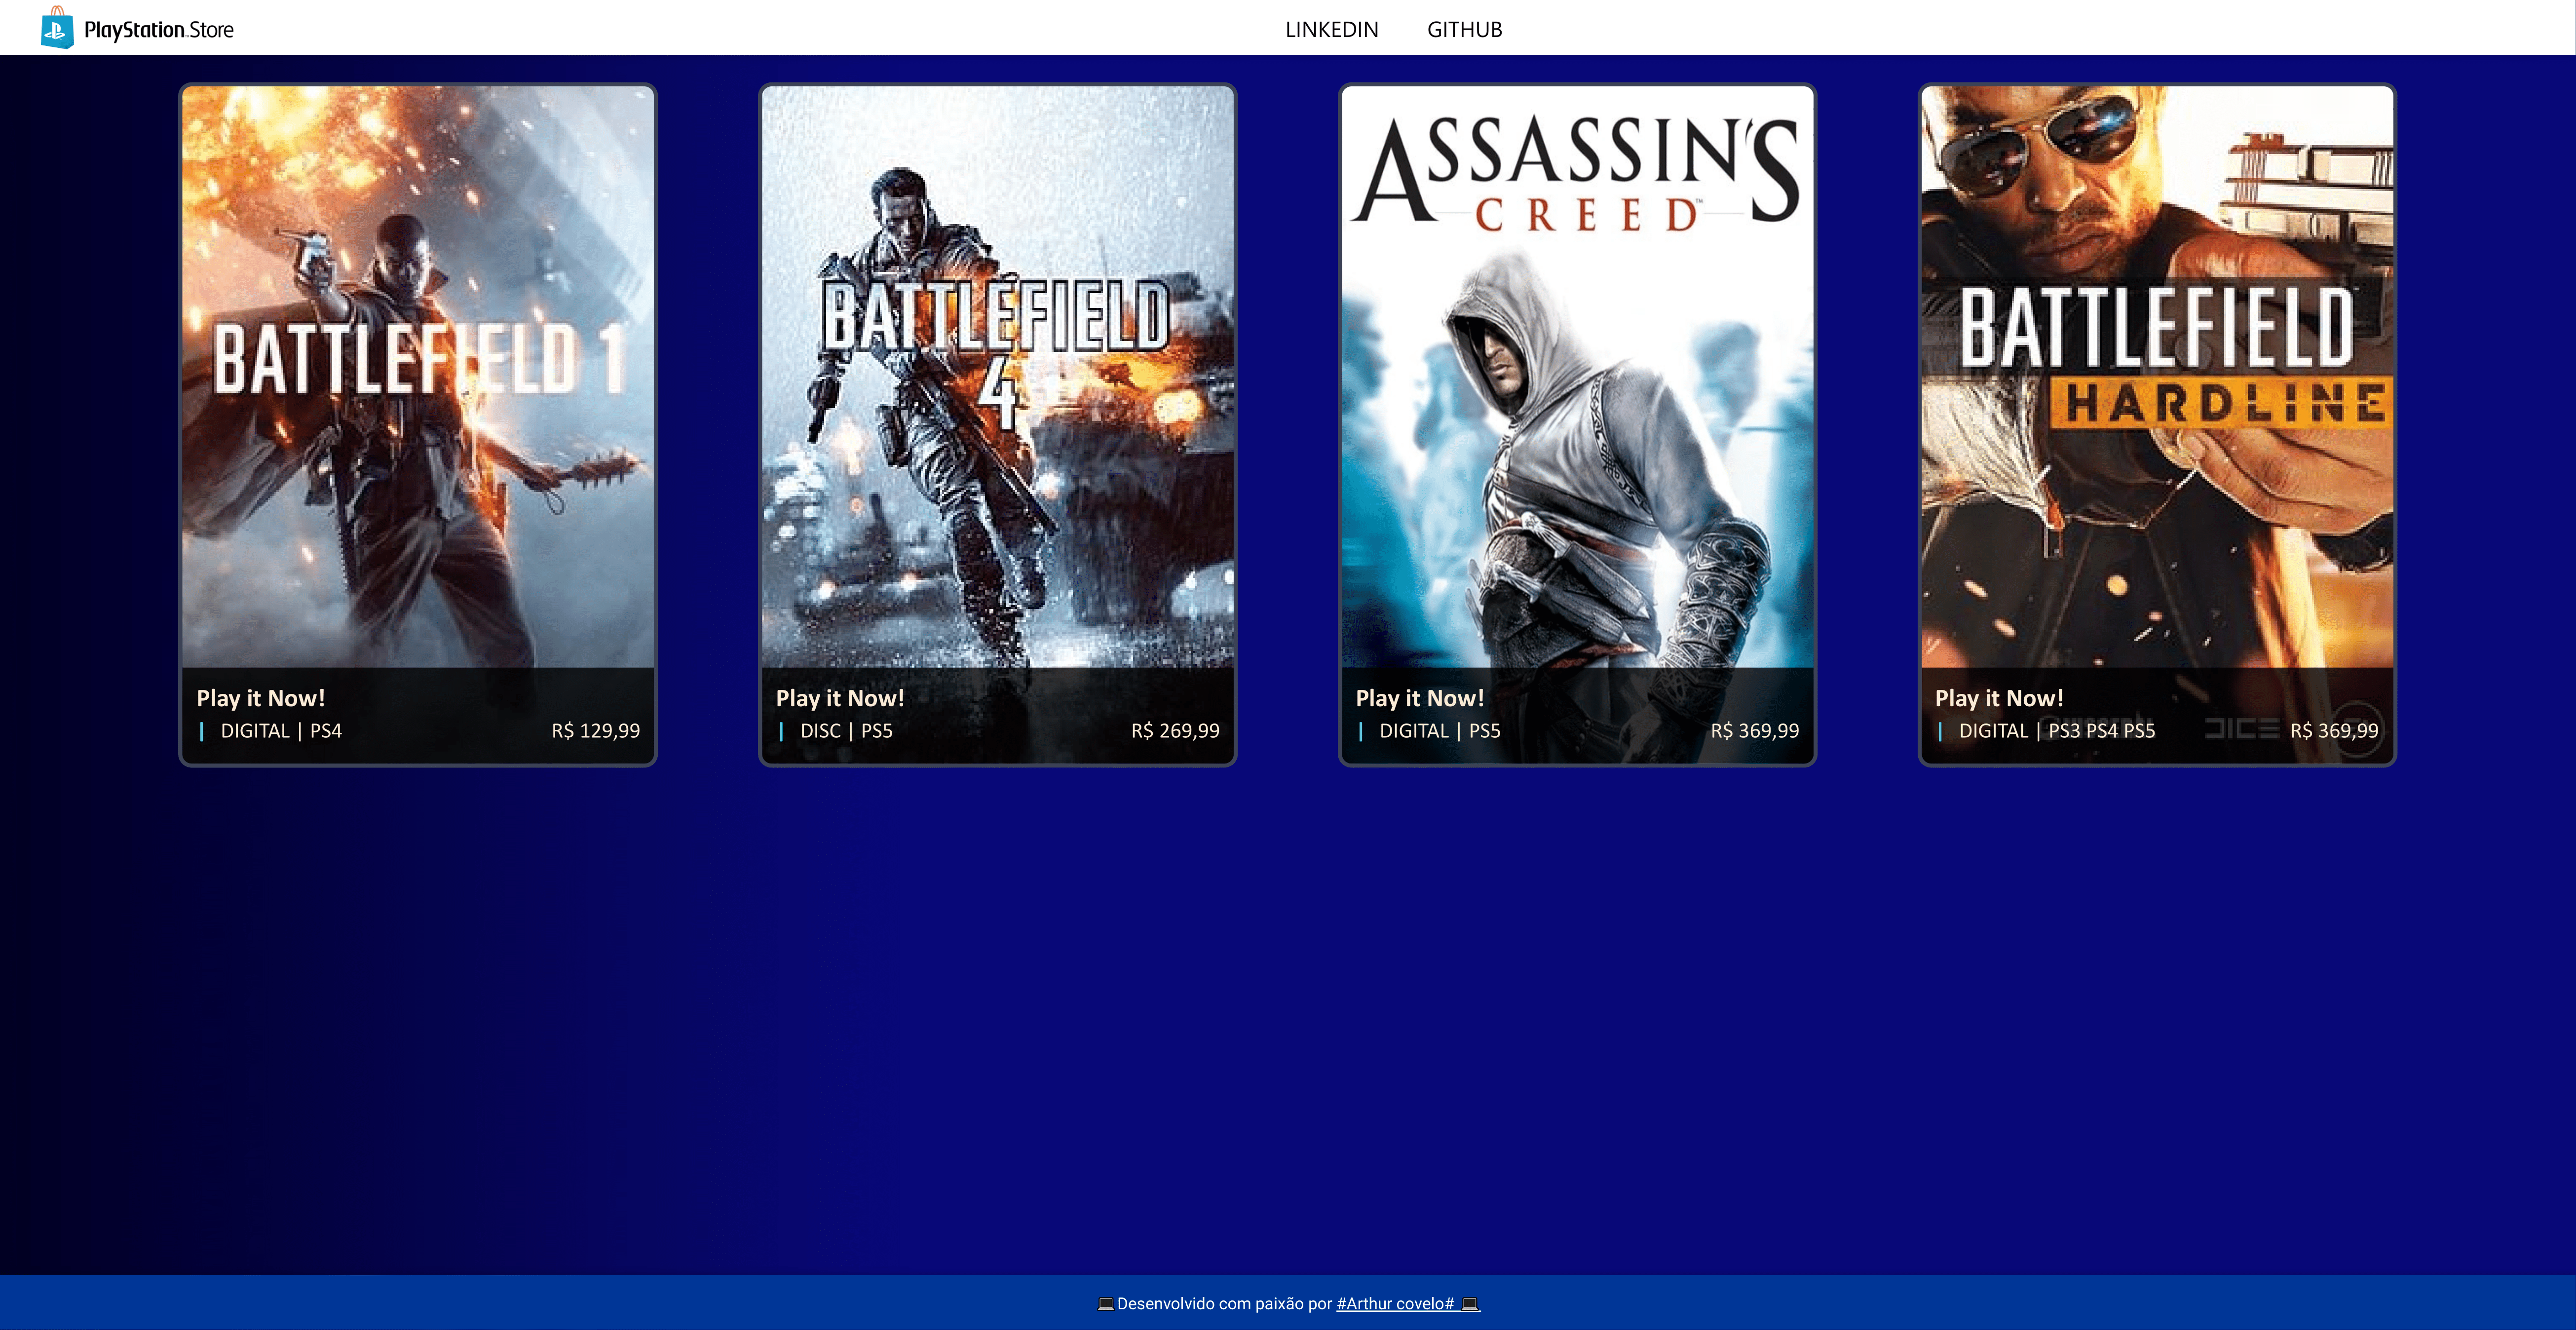 PlayStation Store
LINKEDIN GITHUB
BATTLEFIELD 1
Play it Now!
DIGITAL | PS4 R$ 129,99
BATTLEFIELD
4
Play it Now!
DISC | PS5 R$ 269,99
ASSASSIN'S
CREED™
Play it Now!
DIGITAL | PS5 R$ 369,99
BATTLEFIELD
HARDLINE
Play it Now!
DIGITAL | PS3 PS4 PS5 DICE R$ 369,99
💻Desenvolvido com paixão por #Arthur covelo# 💻